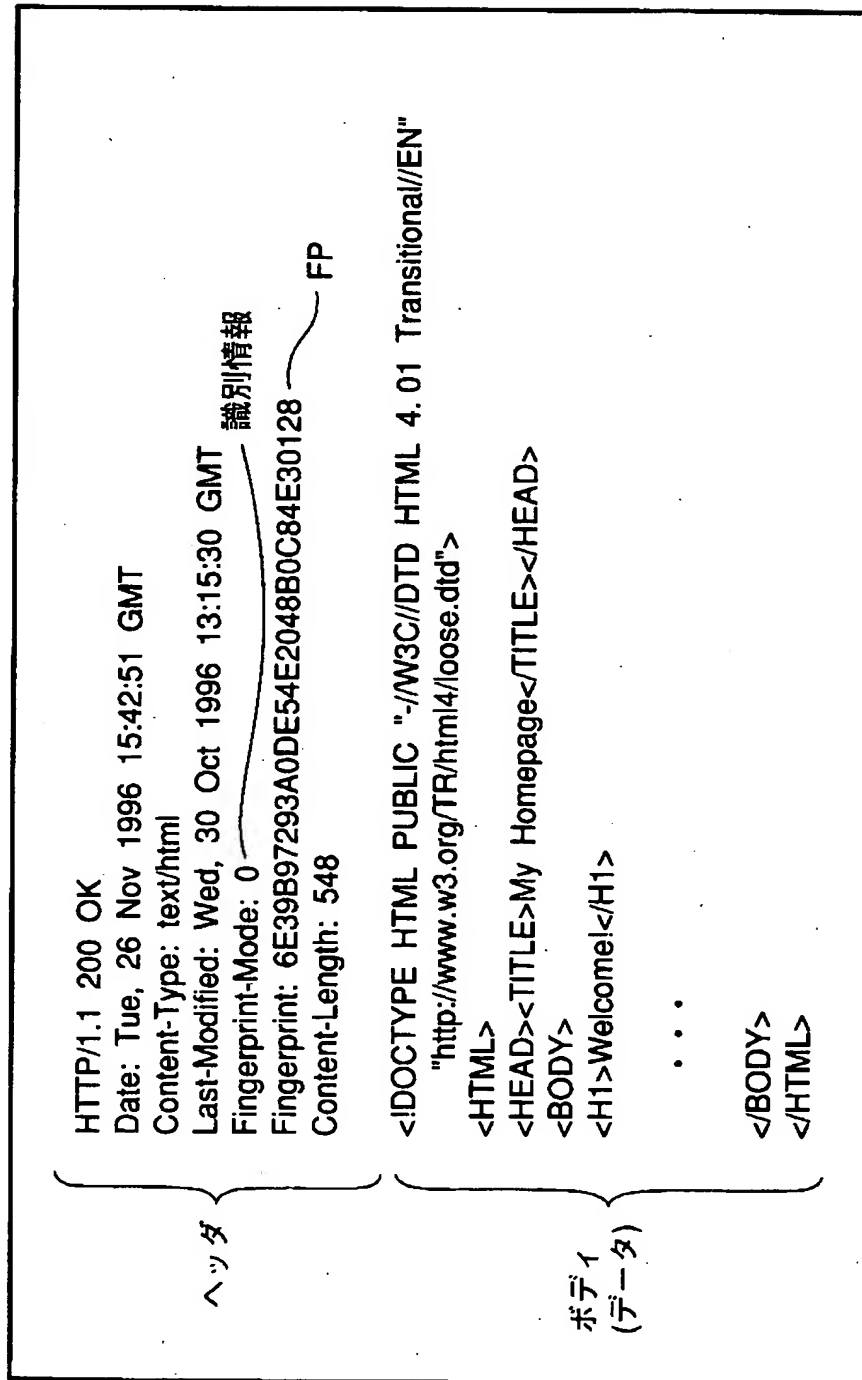 HTTP/1.1 200 OK
Date: Tue, 26 Nov 1996 15:42:51 GMT
Content-Type: text/html
Last-Modified: Wed, 30 Oct 1996 13:15:30 GMT
Fingerprint-Mode: 0 識別情報
Fingerprint: 6E39B97293A0DE54E2048B0C84E30128 FP
Content-Length: 548
ヘッダ
<!DOCTYPE HTML PUBLIC "-//W3C//DTD HTML 4.01 Transitional//EN"
"http://www.w3.org/TR/html4/loose.dtd">
<HTML>
<HEAD><TITLE>My Homepage</TITLE></HEAD>
<BODY>
<H1>Welcome!</H1>
・・・
</BODY>
</HTML>
ボディ
(データ)